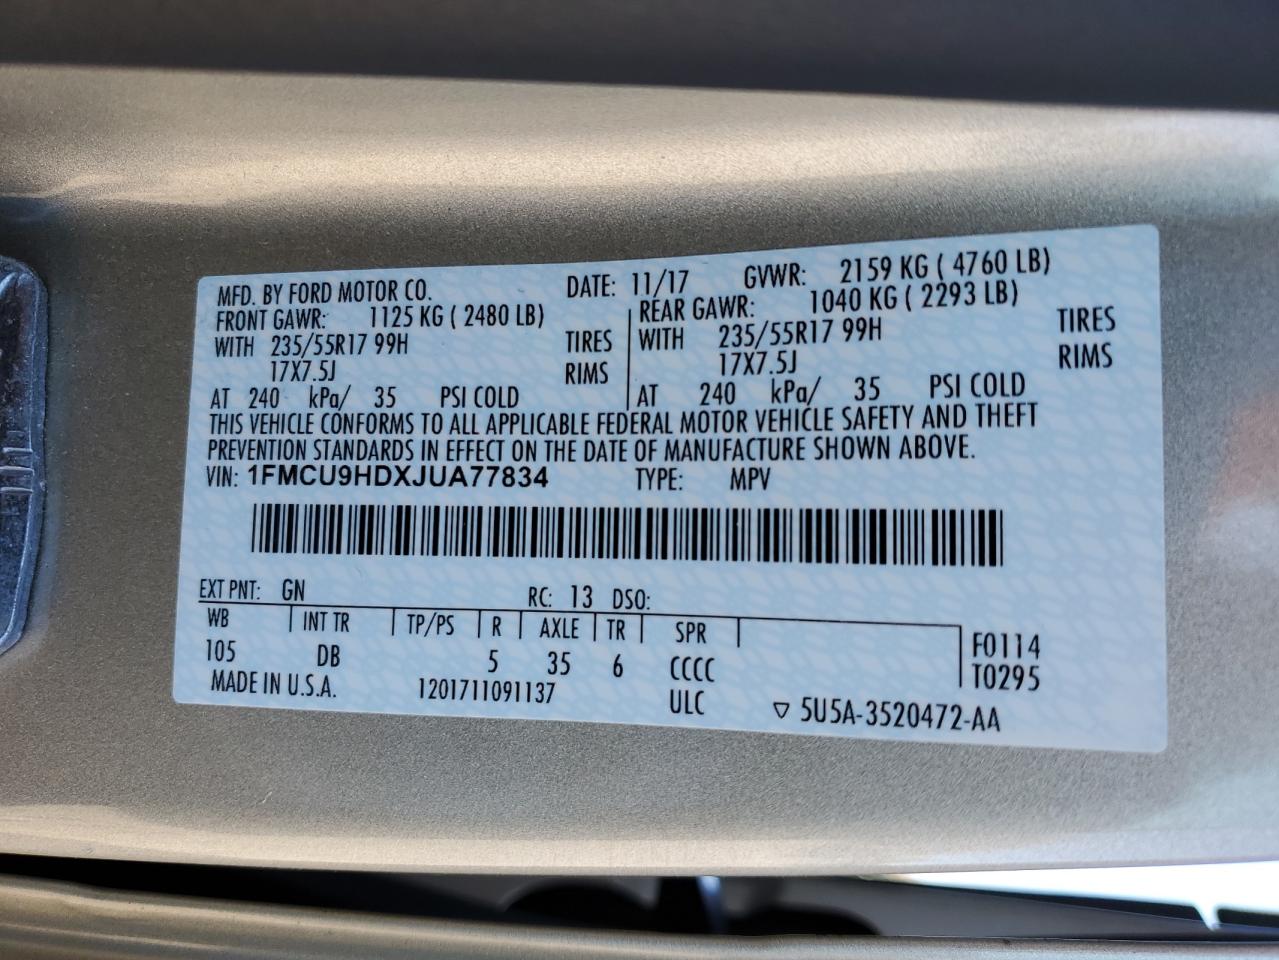 MFD. BY FORD MOTOR CO. DATE: 11/17 GVWR: 2159 KG ( 4760 LB)
FRONT GAWR: 1125 KG ( 2480 LB) REAR GAWR: 1040 KG ( 2293 LB)
WITH 235/55R17 99H TIRES WITH 235/55R17 99H TIRES
17X7.5J RIMS 17X7.5J RIMS
AT 240 kPa/ 35 PSI COLD AT 240 kPa/ 35 PSI COLD
THIS VEHICLE CONFORMS TO ALL APPLICABLE FEDERAL MOTOR VEHICLE SAFETY AND THEFT
PREVENTION STANDARDS IN EFFECT ON THE DATE OF MANUFACTURE SHOWN ABOVE.
VIN: 1FMCU9HDXJUA77834 TYPE: MPV
EXT PNT: GN RC: 13 DSO:
WB INT TR TP/PS R AXLE TR SPR F0114
105 DB 5 35 6 CCCC T0295
MADE IN U.S.A. 1201711091137 ULC ▽ 5U5A-3520472-AA